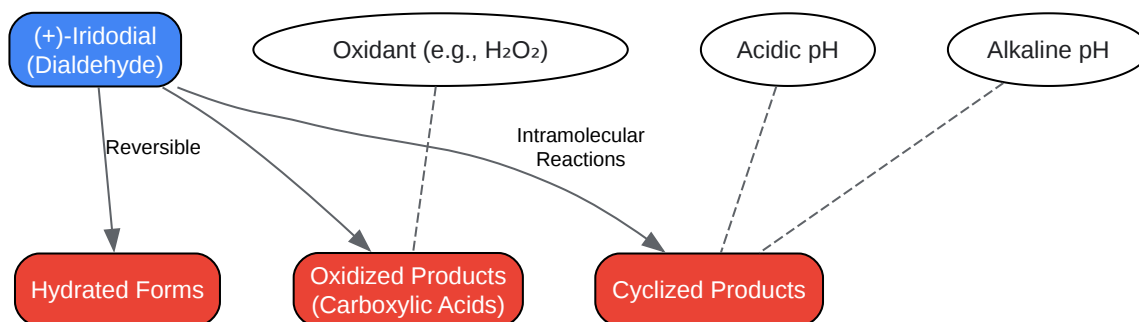 (+)-Iridodial
(Dialdehyde)
Oxidant (e.g., H₂O₂)
Acidic pH
Alkaline pH
Reversible
Intramolecular
Reactions
Hydrated Forms
Oxidized Products
(Carboxylic Acids)
Cyclized Products